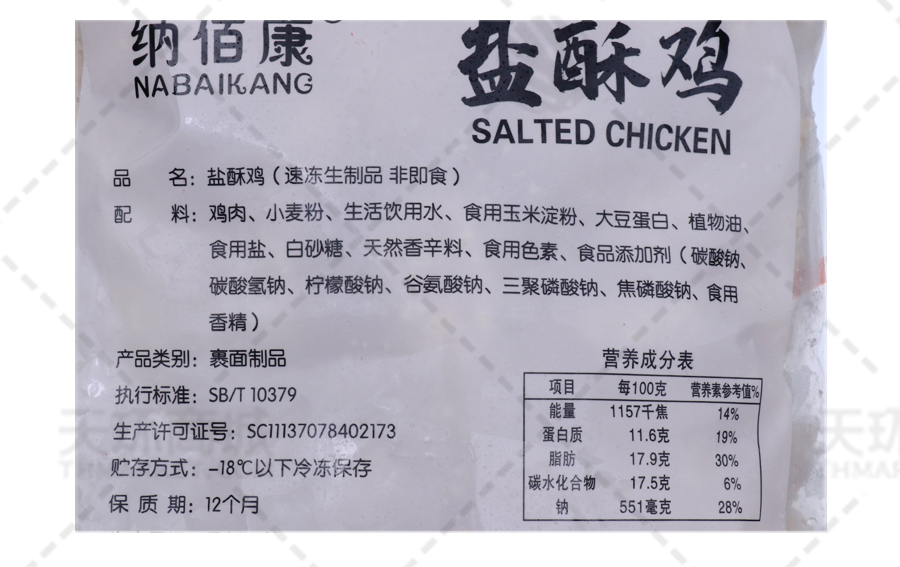 纳佰康
NABAIKANG
盐酥鸡
SALTED CHICKEN
品 名：盐酥鸡（速冻生制品 非即食）
配 料：鸡肉、小麦粉、生活饮用水、食用玉米淀粉、大豆蛋白、植物油、
食用盐、白砂糖、天然香辛料、食用色素、食品添加剂（碳酸钠、
碳酸氢钠、柠檬酸钠、谷氨酸钠、三聚磷酸钠、焦磷酸钠、食用
香精）
产品类别：裹面制品
执行标准：SB/T 10379
生产许可证号：SC11137078402173
贮存方式：-18℃以下冷冻保存
保 质 期：12个月
营养成分表
项目 每100克 营养素参考值%
能量 1157千焦 14%
蛋白质 11.6克 19%
脂肪 17.9克 30%
碳水化合物 17.5克 6%
钠 551毫克 28%